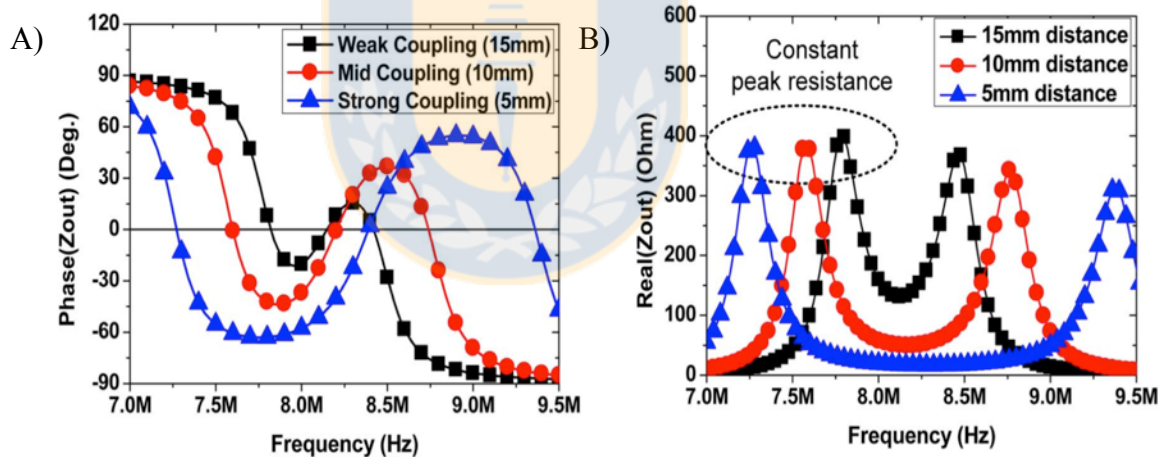 A)
120
90
60
30
0
-30
-60
-90
Phase(Zout) (Deg.)
Weak Coupling (15mm)
Mid Coupling (10mm)
Strong Coupling (5mm)
7.0M 7.5M 8.0M 8.5M 9.0M 9.5M
Frequency (Hz)
B)
600
500
400
300
200
100
0
Real(Zout) (Ohm)
Constant
peak resistance
15mm distance
10mm distance
5mm distance
7.0M 7.5M 8.0M 8.5M 9.0M 9.5M
Frequency (Hz)